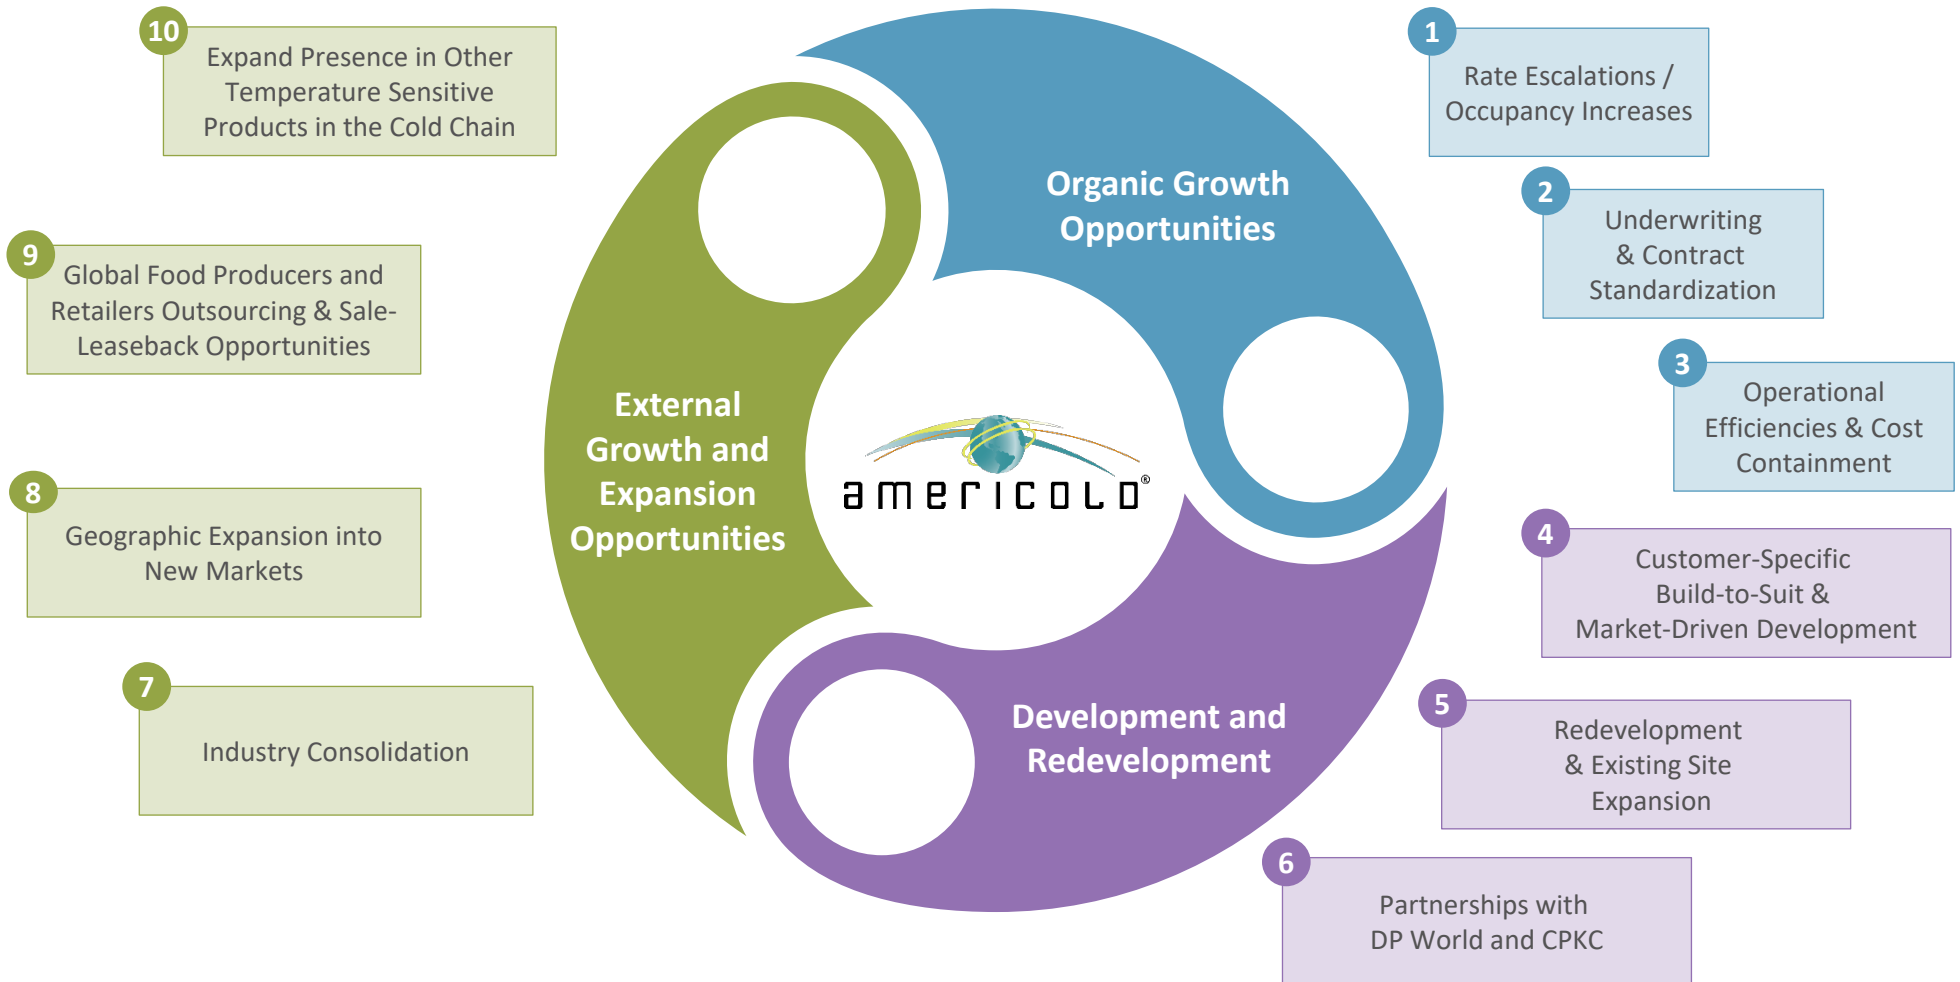 10
Expand Presence in Other
Temperature Sensitive
Products in the Cold Chain
9
Global Food Producers and
Retailers Outsourcing & Sale-
Leaseback Opportunities
8
Geographic Expansion into
New Markets
7
Industry Consolidation
Organic Growth
Opportunities
External
Growth and
Expansion
Opportunities
americold®
Development and
Redevelopment
1
Rate Escalations /
Occupancy Increases
2
Underwriting
& Contract
Standardization
3
Operational
Efficiencies & Cost
Containment
4
Customer-Specific
Build-to-Suit &
Market-Driven Development
5
Redevelopment
& Existing Site
Expansion
6
Partnerships with
DP World and CPKC